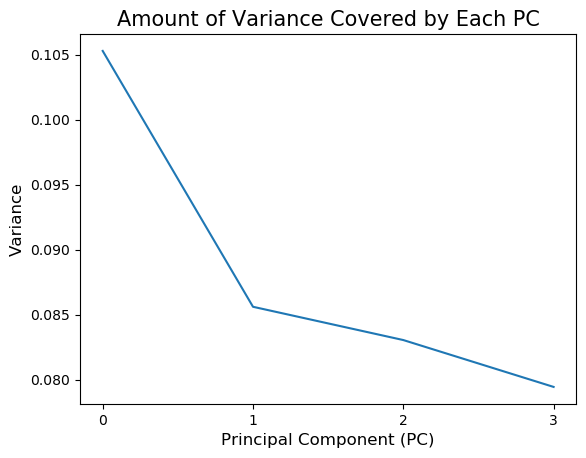 Amount of Variance Covered by Each PC
0.105
0.100
0.095
0.090
0.085
0.080
Variance
0 1 2 3
Principal Component (PC)